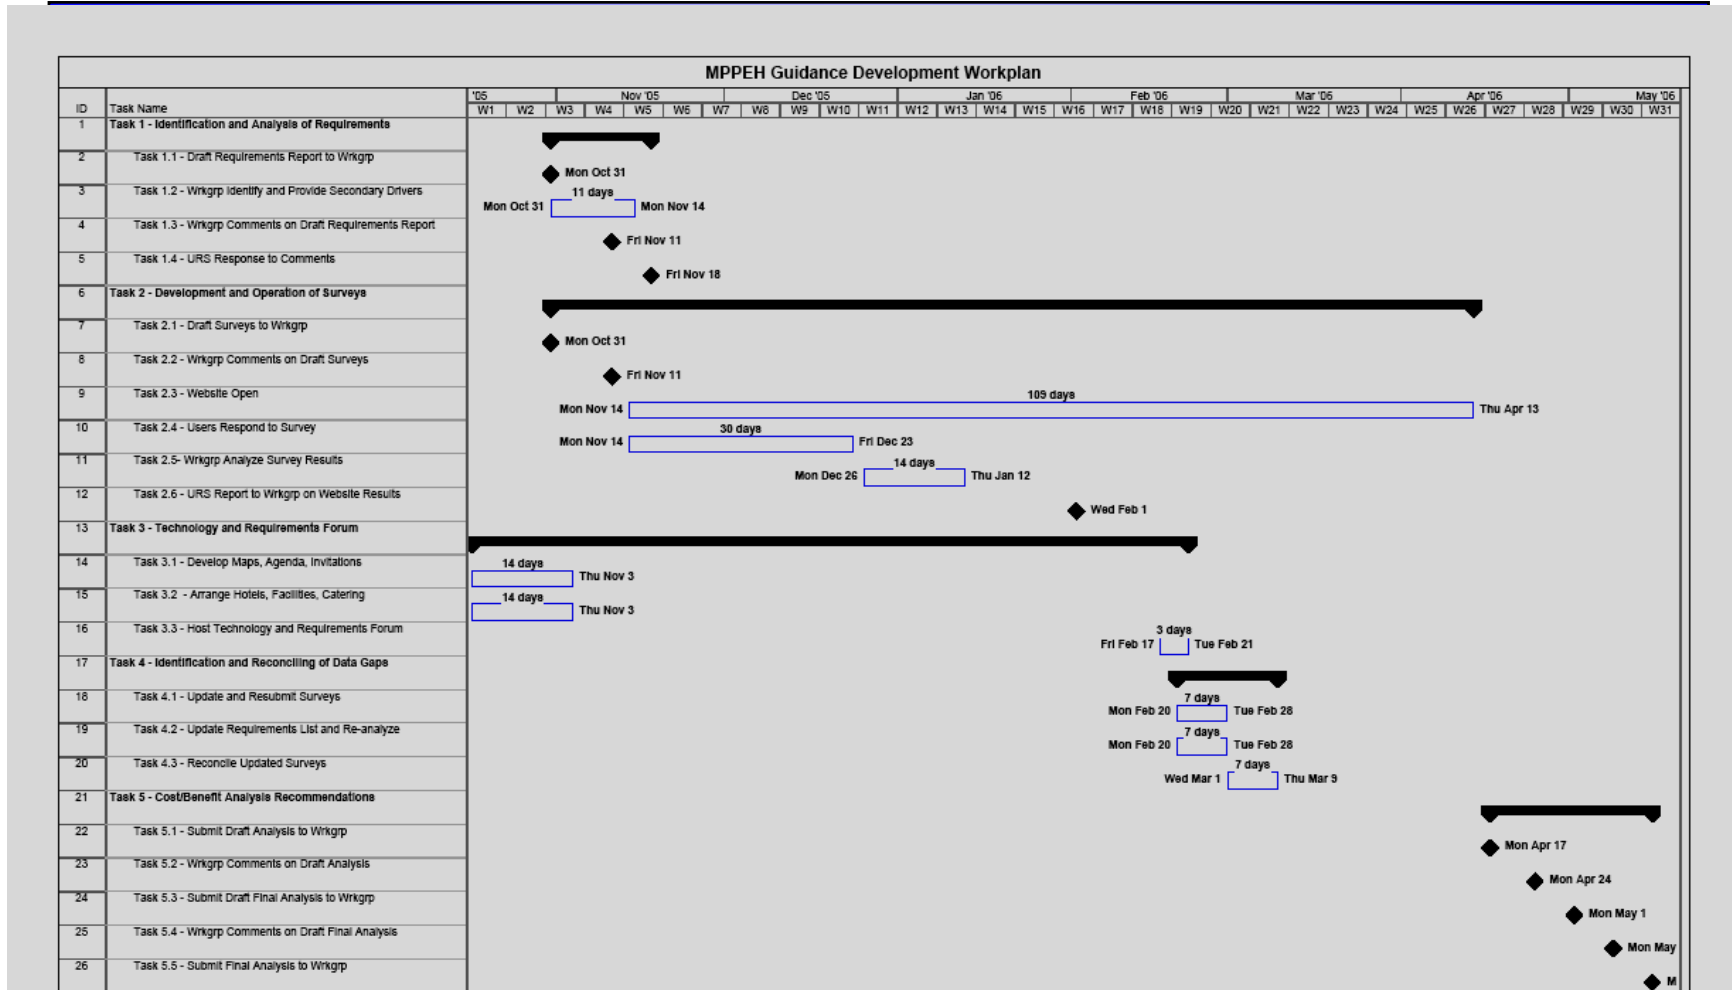 MPPEH Guidance Development Workplan
'05 Nov '05 Dec '05 Jan '06 Feb '06 Mar '06 Apr '06 May '06
ID Task Name W1 W2 W3 W4 W5 W6 W7 W8 W9 W10 W11 W12 W13 W14 W15 W16 W17 W18 W19 W20 W21 W22 W23 W24 W25 W26 W27 W28 W29 W30 W31
1 Task 1 - Identification and Analysis of Requirements
2 Task 1.1 - Draft Requirements Report to Wrkgrp
Mon Oct 31
3 Task 1.2 - Wrkgrp Identify and Provide Secondary Drivers
11 days
Mon Oct 31 Mon Nov 14
4 Task 1.3 - Wrkgrp Comments on Draft Requirements Report
Fri Nov 11
5 Task 1.4 - URS Response to Comments
Fri Nov 18
6 Task 2 - Development and Operation of Surveys
7 Task 2.1 - Draft Surveys to Wrkgrp
Mon Oct 31
8 Task 2.2 - Wrkgrp Comments on Draft Surveys
Fri Nov 11
9 Task 2.3 - Website Open
109 days
Mon Nov 14 Thu Apr 13
10 Task 2.4 - Users Respond to Survey
30 days
Mon Nov 14 Fri Dec 23
11 Task 2.5- Wrkgrp Analyze Survey Results
14 days
Mon Dec 26 Thu Jan 12
12 Task 2.6 - URS Report to Wrkgrp on Website Results
Wed Feb 1
13 Task 3 - Technology and Requirements Forum
14 Task 3.1 - Develop Maps, Agenda, Invitations
14 days
Thu Nov 3
15 Task 3.2 - Arrange Hotels, Facilities, Catering
14 days
Thu Nov 3
16 Task 3.3 - Host Technology and Requirements Forum
3 days
Fri Feb 17 Tue Feb 21
17 Task 4 - Identification and Reconciling of Data Gaps
18 Task 4.1 - Update and Resubmit Surveys
7 days
Mon Feb 20 Tue Feb 28
19 Task 4.2 - Update Requirements List and Re-analyze
7 days
Mon Feb 20 Tue Feb 28
20 Task 4.3 - Reconcile Updated Surveys
7 days
Wed Mar 1 Thu Mar 9
21 Task 5 - Cost/Benefit Analysis Recommendations
22 Task 5.1 - Submit Draft Analysis to Wrkgrp
Mon Apr 17
23 Task 5.2 - Wrkgrp Comments on Draft Analysis
Mon Apr 24
24 Task 5.3 - Submit Draft Final Analysis to Wrkgrp
Mon May 1
25 Task 5.4 - Wrkgrp Comments on Draft Final Analysis
Mon May
26 Task 5.5 - Submit Final Analysis to Wrkgrp
M